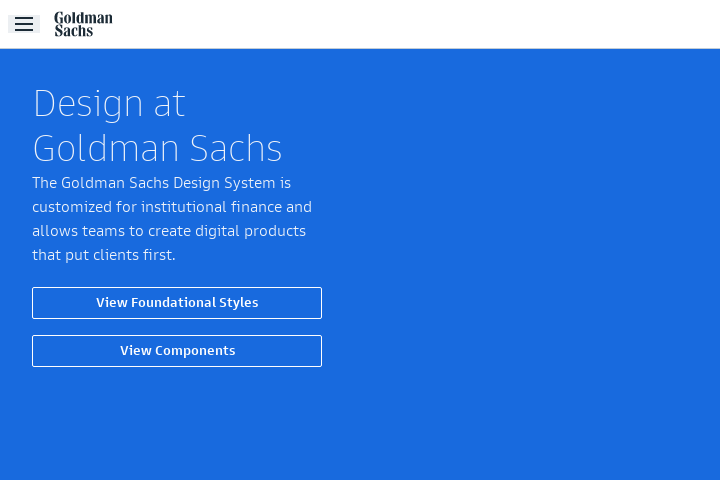 Goldman
Sachs
Design at
Goldman Sachs
The Goldman Sachs Design System is
customized for institutional finance and
allows teams to create digital products
that put clients first.
View Foundational Styles
View Components